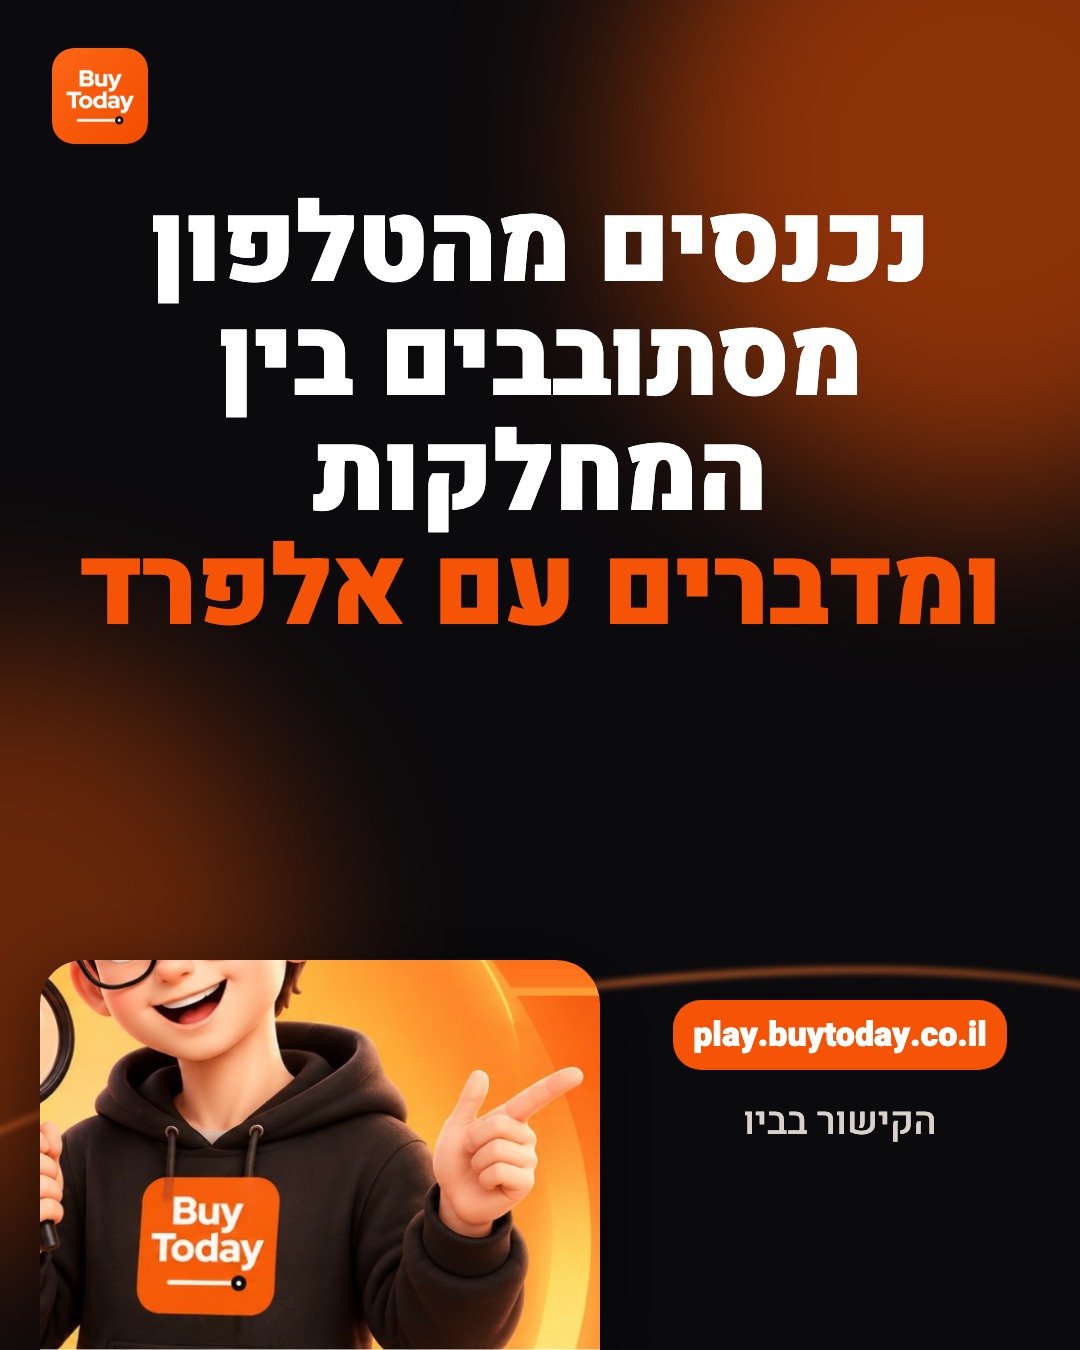 Buy
Today
נכנסים מהטלפון
מסתובבים בין
המחלקות
ומדברים עם אלפרד
play.buytoday.co.il
הקישור בביו
Buy
Today